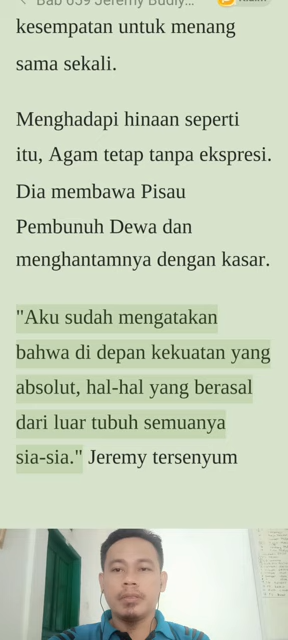 kesempatan untuk menang
sama sekali.
Menghadapi hinaan seperti
itu, Agam tetap tanpa ekspresi.
Dia membawa Pisau
Pembunuh Dewa dan
menghantamnya dengan kasar.
"Aku sudah mengatakan
bahwa di depan kekuatan yang
absolut, hal-hal yang berasal
dari luar tubuh semuanya
sia-sia." Jeremy tersenyum